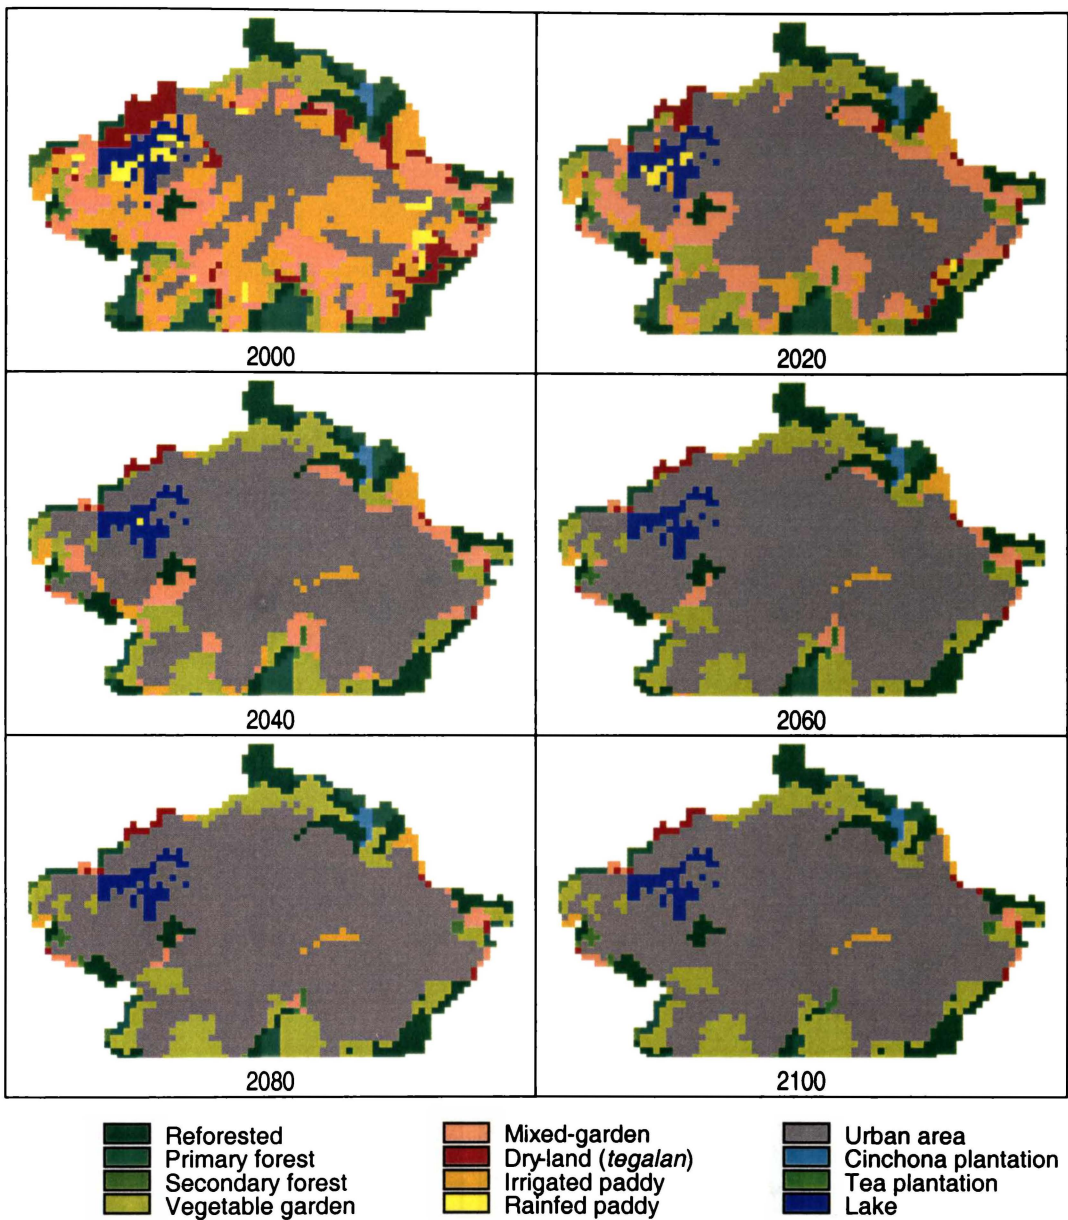 2000
2020
2040
2060
2080
2100
Reforested
Primary forest
Secondary forest
Vegetable garden
Mixed-garden
Dry-land (tegalan)
Irrigated paddy
Rainfed paddy
Urban area
Cinchona plantation
Tea plantation
Lake